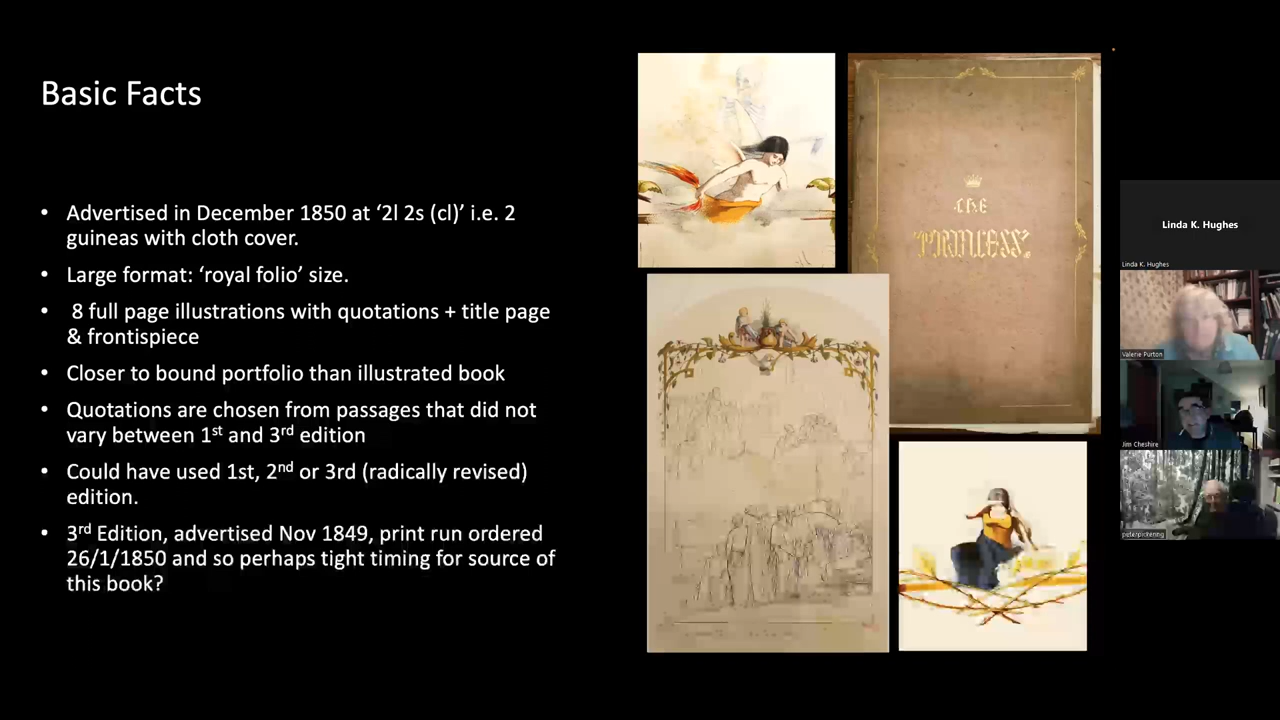 Basic Facts
• Advertised in December 1850 at ‘2l 2s (cl)’ i.e. 2
guineas with cloth cover.
• Large format: ‘royal folio’ size.
• 8 full page illustrations with quotations + title page
& frontispiece
• Closer to bound portfolio than illustrated book
• Quotations are chosen from passages that did not
vary between 1st and 3rd edition
• Could have used 1st, 2nd or 3rd (radically revised)
edition.
• 3rd Edition, advertised Nov 1849, print run ordered
26/1/1850 and so perhaps tight timing for source of
this book?
The
PRINCESS.
Linda K. Hughes
Linda K. Hughes
Valerie Purton
Jim Cheshire
peterpickering